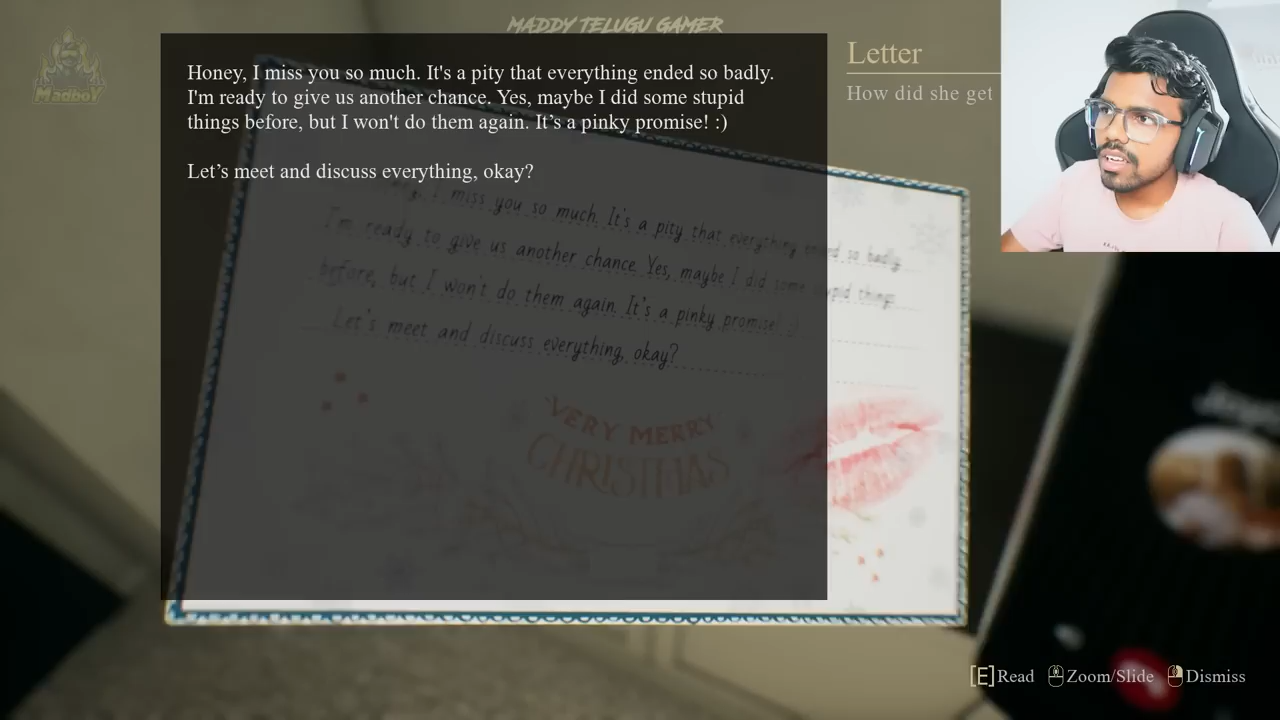 MADDY TELUGU GAMER
MadboY
Letter
How did she get
Honey, I miss you so much. It's a pity that everything ended so badly.
I'm ready to give us another chance. Yes, maybe I did some stupid
things before, but I won't do them again. It’s a pinky promise! :)
Let’s meet and discuss everything, okay?
I miss you so much. It's a pity that everything ended so badly.
I'm ready to give us another chance. Yes, maybe I did some stupid things
before, but I won't do them again. It's a pinky promise! :)
Let's meet and discuss everything, okay?
VERY MERRY
CHRISTMAS
[E]Read Zoom/Slide Dismiss